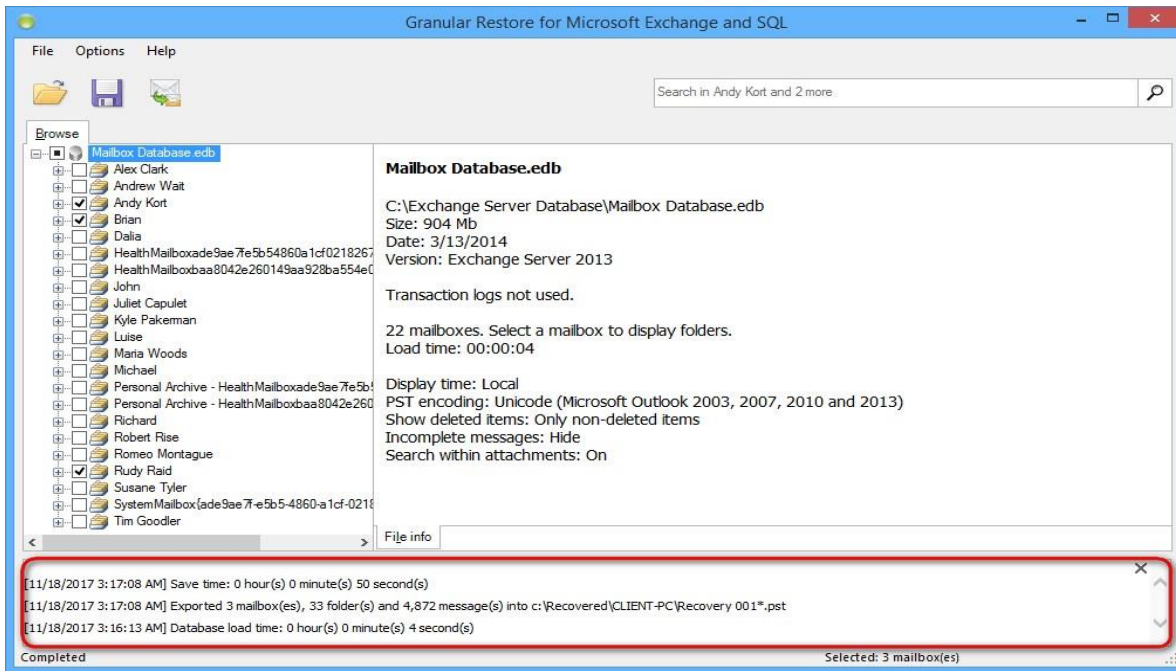 Granular Restore for Microsoft Exchange and SQL
File Options Help
Search in Andy Kort and 2 more
Browse
Mailbox Database.edb
Alex Clark
Andrew Wait
Andy Kort
Brian
Dalia
HealthMailboxade9ae7fe5b54860a1cf0218267
HealthMailboxbaa8042e260149aa928ba554e0
John
Juliet Capulet
Kyle Pakerman
Luise
Maria Woods
Michael
Personal Archive - HealthMailboxade9ae7fe5b5
Personal Archive - HealthMailboxbaa8042e260
Richard
Robert Rise
Romeo Montague
Rudy Raid
Susane Tyler
SystemMailbox{ade9ae7f-e5b5-4860-a1cf-0218
Tim Goodler
Mailbox Database.edb
C:\Exchange Server Database\Mailbox Database.edb
Size: 904 Mb
Date: 3/13/2014
Version: Exchange Server 2013
Transaction logs not used.
22 mailboxes. Select a mailbox to display folders.
Load time: 00:00:04
Display time: Local
PST encoding: Unicode (Microsoft Outlook 2003, 2007, 2010 and 2013)
Show deleted items: Only non-deleted items
Incomplete messages: Hide
Search within attachments: On
File info
[11/18/2017 3:17:08 AM] Save time: 0 hour(s) 0 minute(s) 50 second(s)
[11/18/2017 3:17:08 AM] Exported 3 mailbox(es), 33 folder(s) and 4,872 message(s) into c:\Recovered\CLIENT-PC\Recovery 001*.pst
[11/18/2017 3:16:13 AM] Database load time: 0 hour(s) 0 minute(s) 4 second(s)
Completed
Selected: 3 mailbox(es)